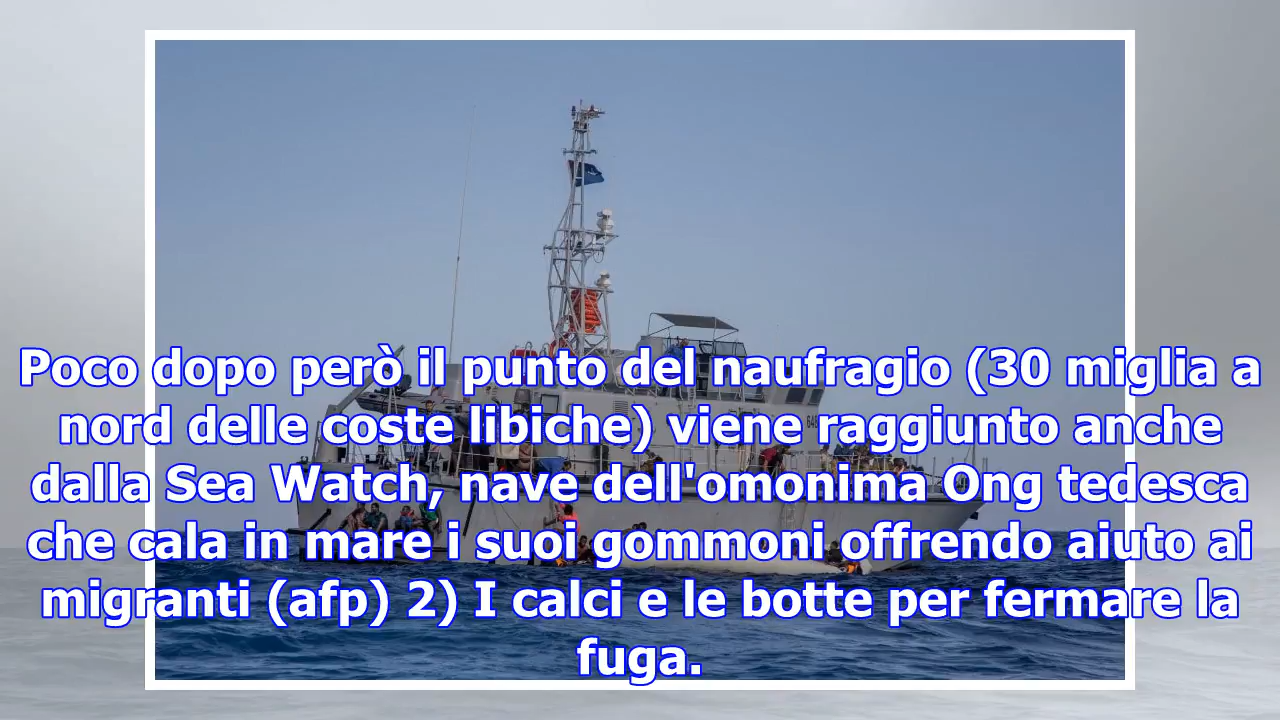 Poco dopo però il punto del naufragio (30 miglia a
nord delle coste libiche) viene raggiunto anche
dalla Sea Watch, nave dell'omonima Ong tedesca
che cala in mare i suoi gommoni offrendo aiuto ai
migranti (afp) 2) I calci e le botte per fermare la
fuga.